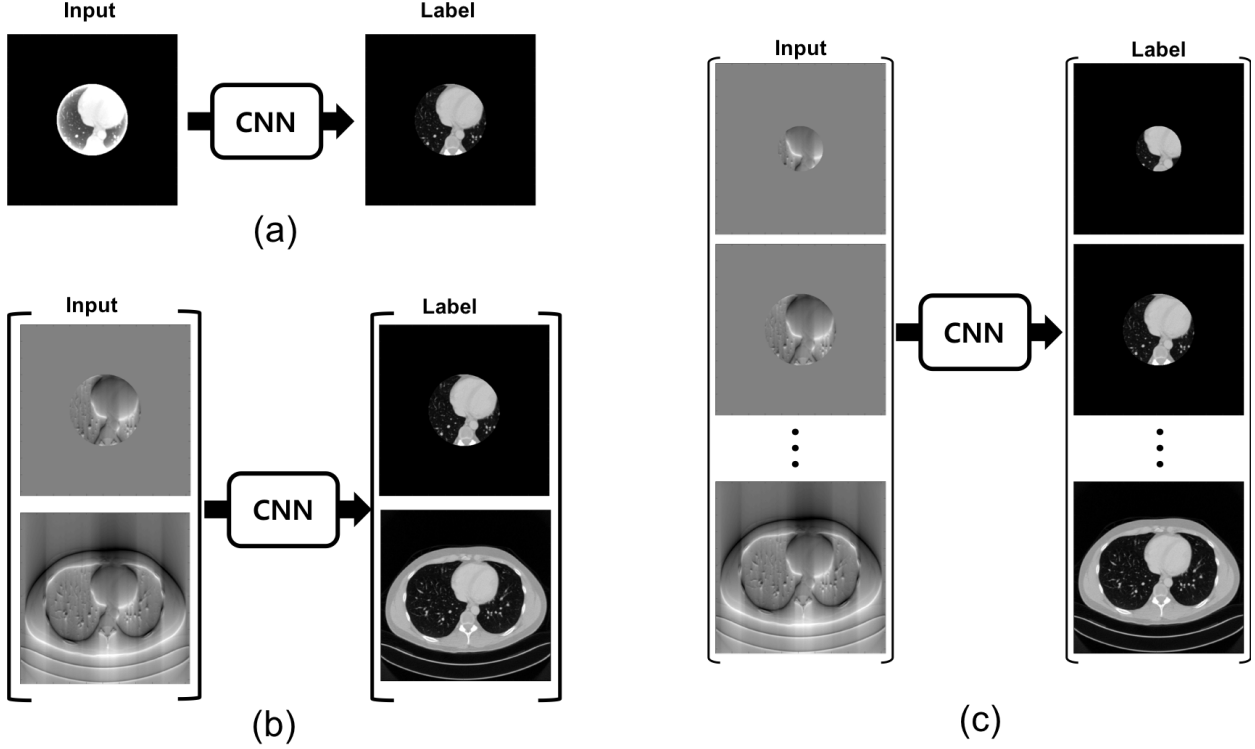 Input
Label
CNN
(a)
Input
Label
CNN
(b)
Input
Label
CNN
(c)